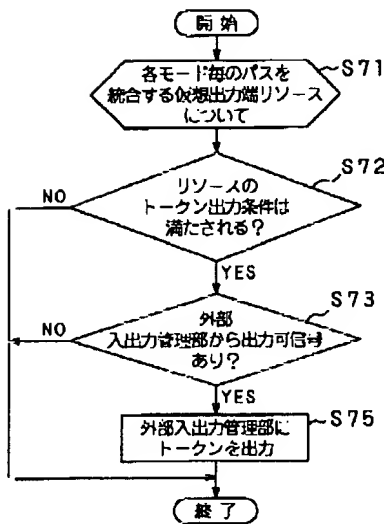 開始
各モード毎のパスを
統合する仮想出力端リソース
について
S71
リソースの
トークン出力条件は
満たされる?
S72
NO
YES
外部
入出力管理部から出力可信号
あり?
S73
NO
YES
外部入出力管理部に
トークンを出力
S75
終了